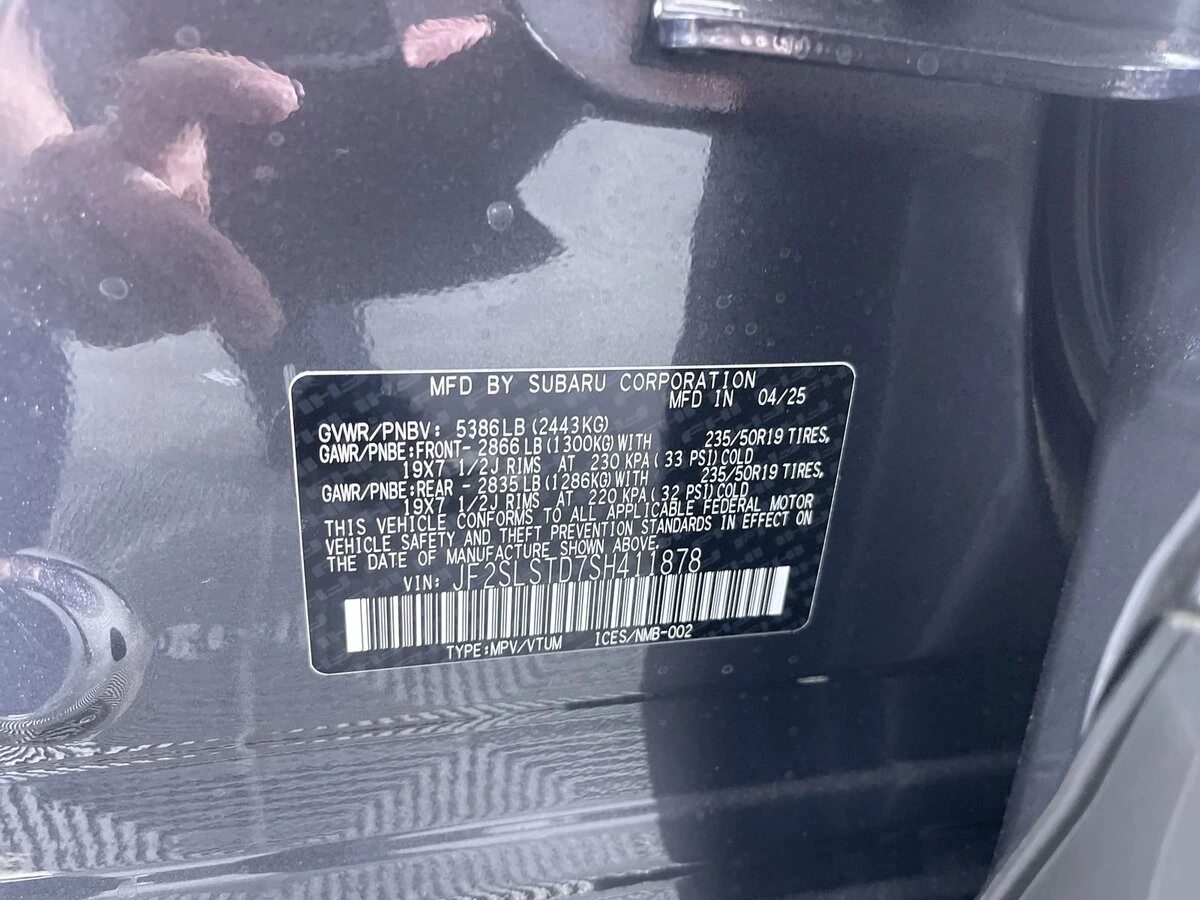 MFD BY SUBARU CORPORATION
MFD IN 04/25
GVWR/PNBV: 5386LB(2443KG)
GAWR/PNBE:FRONT- 2866LB(1300KG)WITH 235/50R19 TIRES,
19X7 1/2J RIMS AT 230 KPA( 33 PSI)COLD
GAWR/PNBE:REAR - 2835LB(1286KG)WITH 235/50R19 TIRES,
19X7 1/2J RIMS AT 220 KPA( 32 PSI)COLD
THIS VEHICLE CONFORMS TO ALL APPLICABLE FEDERAL MOTOR
VEHICLE SAFETY AND THEFT PREVENTION STANDARDS IN EFFECT ON
THE DATE OF MANUFACTURE SHOWN ABOVE.
VIN: JF2SLSTD7SH411878
TYPE:MPV/VTUM ICES/NMB-002